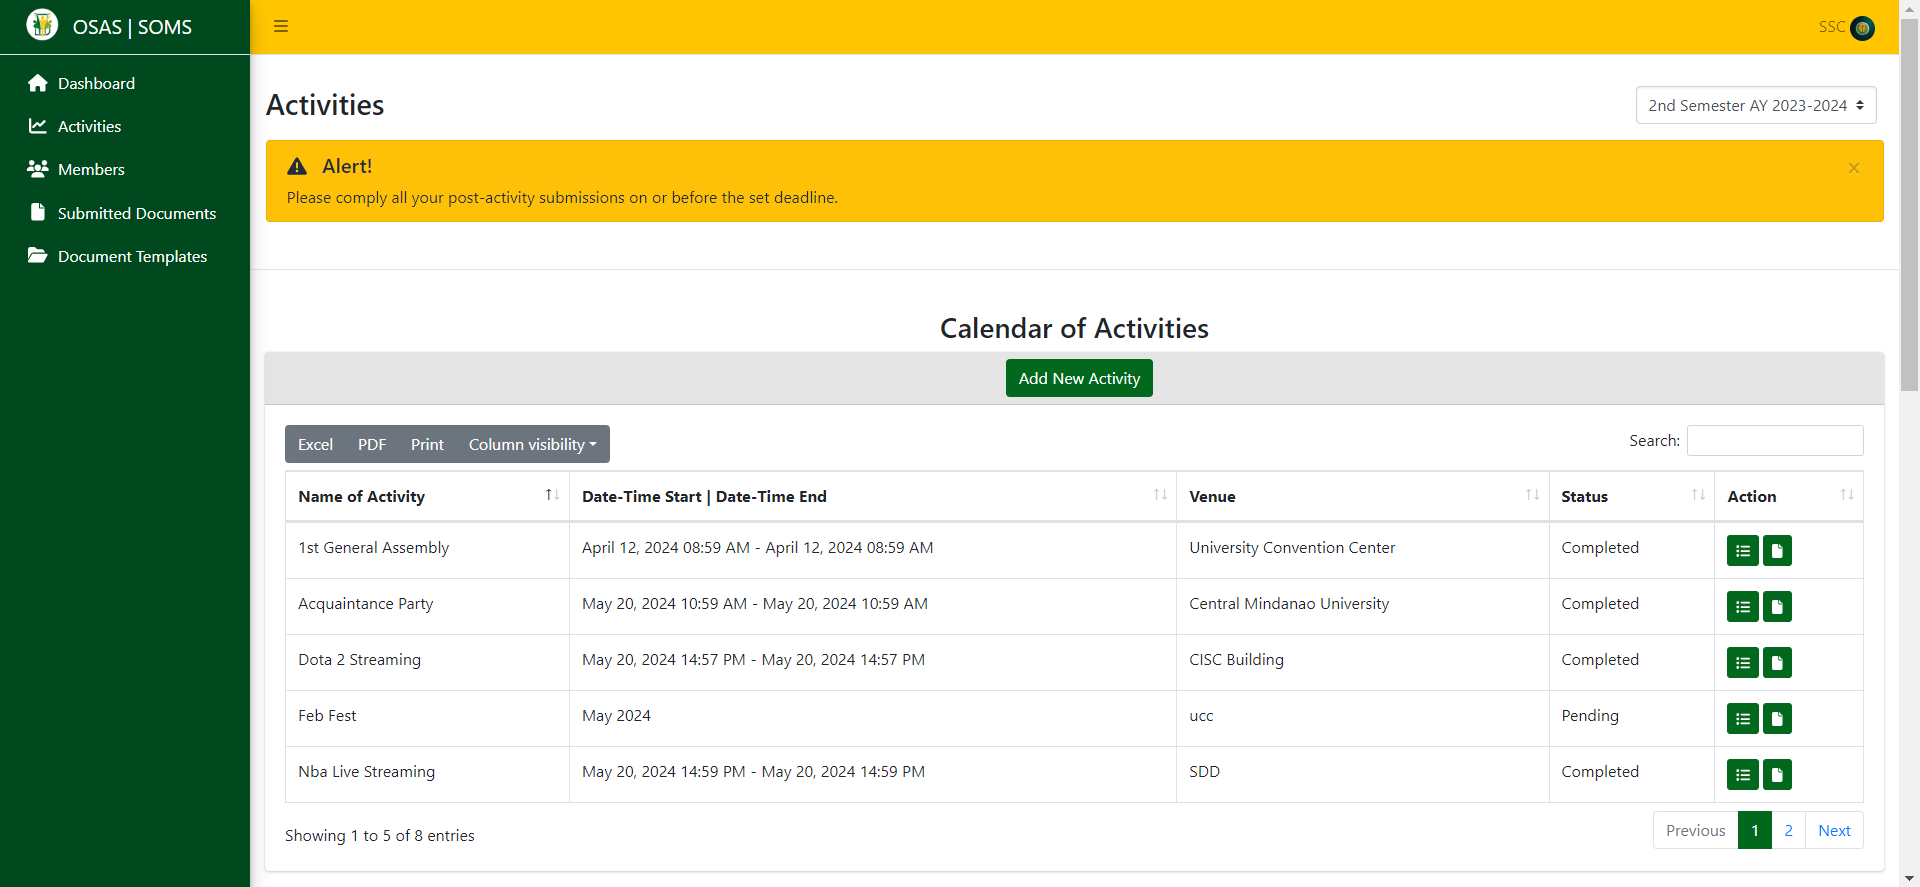 OSAS | SOMS
SSC
Dashboard
Activities
Members
Submitted Documents
Document Templates
Activities
2nd Semester AY 2023-2024
Alert!
×
Please comply all your post-activity submissions on or before the set deadline.
Calendar of Activities
Add New Activity
Excel PDF Print Column visibility
Search:
Name of Activity Date-Time Start | Date-Time End Venue Status Action
1st General Assembly April 12, 2024 08:59 AM - April 12, 2024 08:59 AM University Convention Center Completed
Acquaintance Party May 20, 2024 10:59 AM - May 20, 2024 10:59 AM Central Mindanao University Completed
Dota 2 Streaming May 20, 2024 14:57 PM - May 20, 2024 14:57 PM CISC Building Completed
Feb Fest May 2024 ucc Pending
Nba Live Streaming May 20, 2024 14:59 PM - May 20, 2024 14:59 PM SDD Completed
Showing 1 to 5 of 8 entries
Previous 1 2 Next